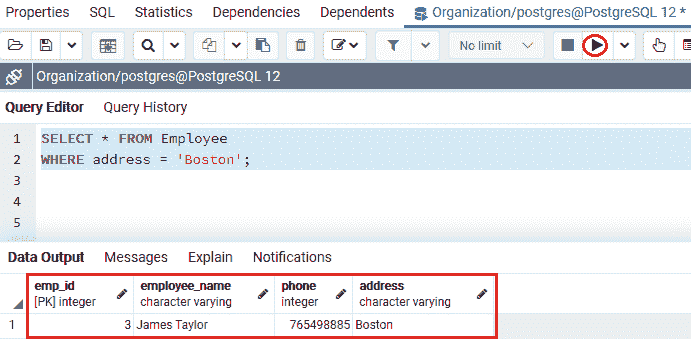 Properties SQL Statistics Dependencies Dependents Organization/postgres@PostgreSQL 12 *
No limit
Organization/postgres@PostgreSQL 12
Query Editor Query History
1 SELECT * FROM Employee
2 WHERE address = 'Boston';
3
4
5
Data Output Messages Explain Notifications
emp_id employee_name phone address
[PK] integer character varying integer character varying
1 3 James Taylor 765498885 Boston